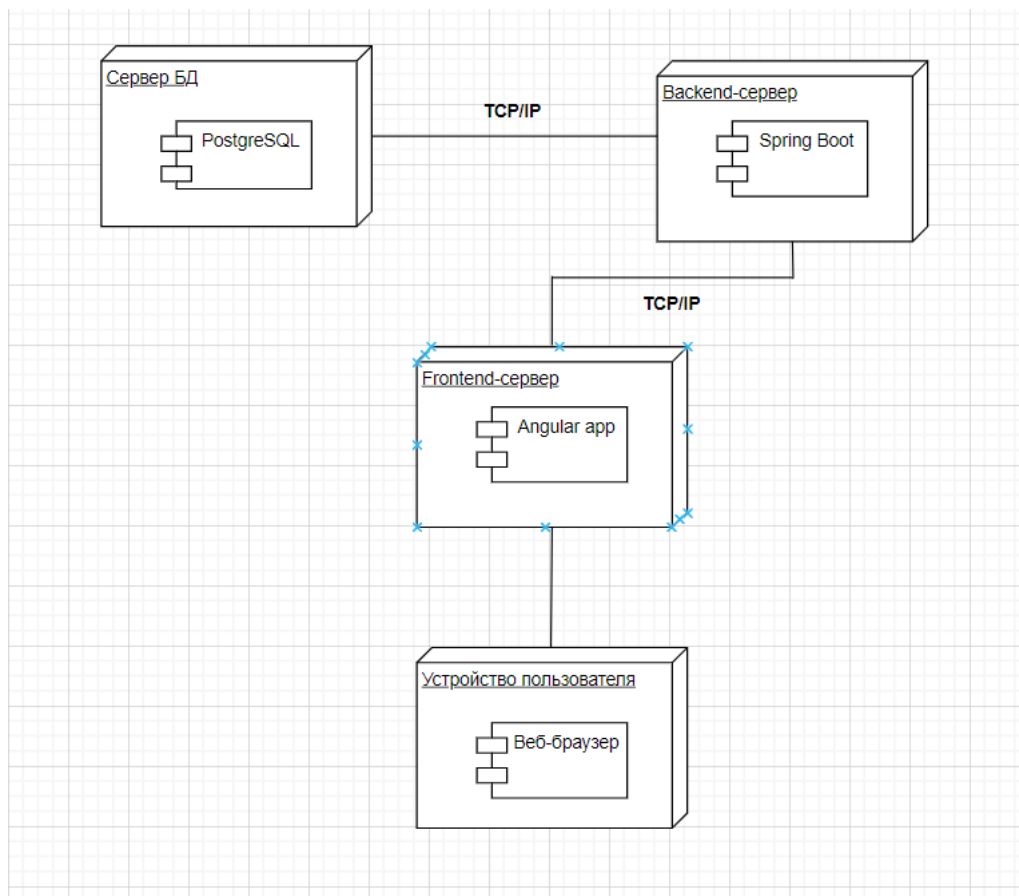 Сервер БД
PostgreSQL
TCP/IP
Backend-сервер
Spring Boot
TCP/IP
Frontend-сервер
Angular app
Устройство пользователя
Веб-браузер